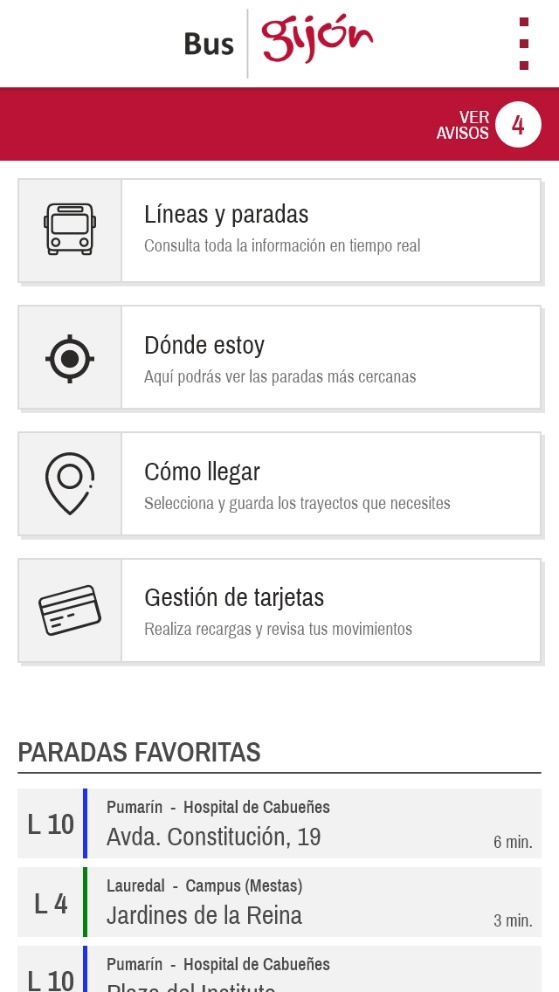 Bus gijón
VER
AVISOS 4
Líneas y paradas
Consulta toda la información en tiempo real
Dónde estoy
Aquí podrás ver las paradas más cercanas
Cómo llegar
Selecciona y guarda los trayectos que necesites
Gestión de tarjetas
Realiza recargas y revisa tus movimientos
PARADAS FAVORITAS
L 10
Pumarín - Hospital de Cabueñes
Avda. Constitución, 19
6 min.
L 4
Lauredal - Campus (Mestas)
Jardines de la Reina
3 min.
L 10
Pumarín - Hospital de Cabueñes
Plaza del Instituto